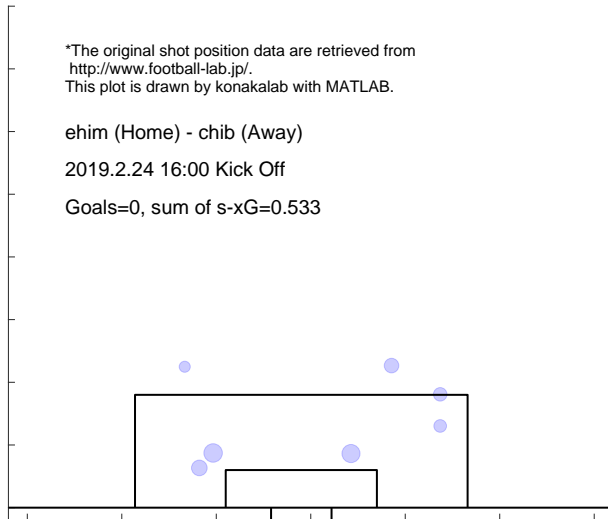 *The original shot position data are retrieved from
http://www.football-lab.jp/.
This plot is drawn by konakalab with MATLAB.
ehim (Home) - chib (Away)
2019.2.24 16:00 Kick Off
Goals=0, sum of s-xG=0.533